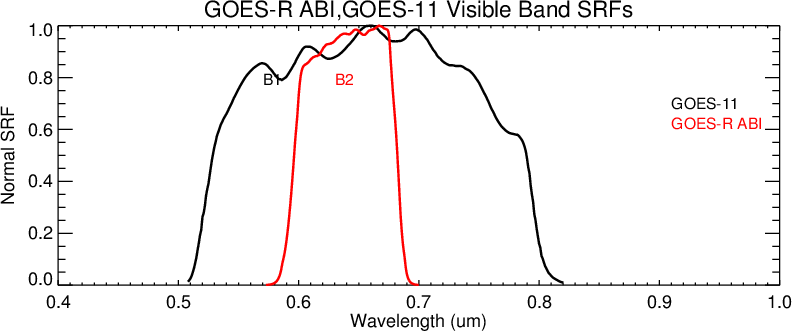 GOES-R ABI,GOES-11 Visible Band SRFs
Normal SRF
1.0
0.8
0.6
0.4
0.2
0.0
B1
B2
GOES-11
GOES-R ABI
0.4 0.5 0.6 0.7 0.8 0.9 1.0
Wavelength (um)